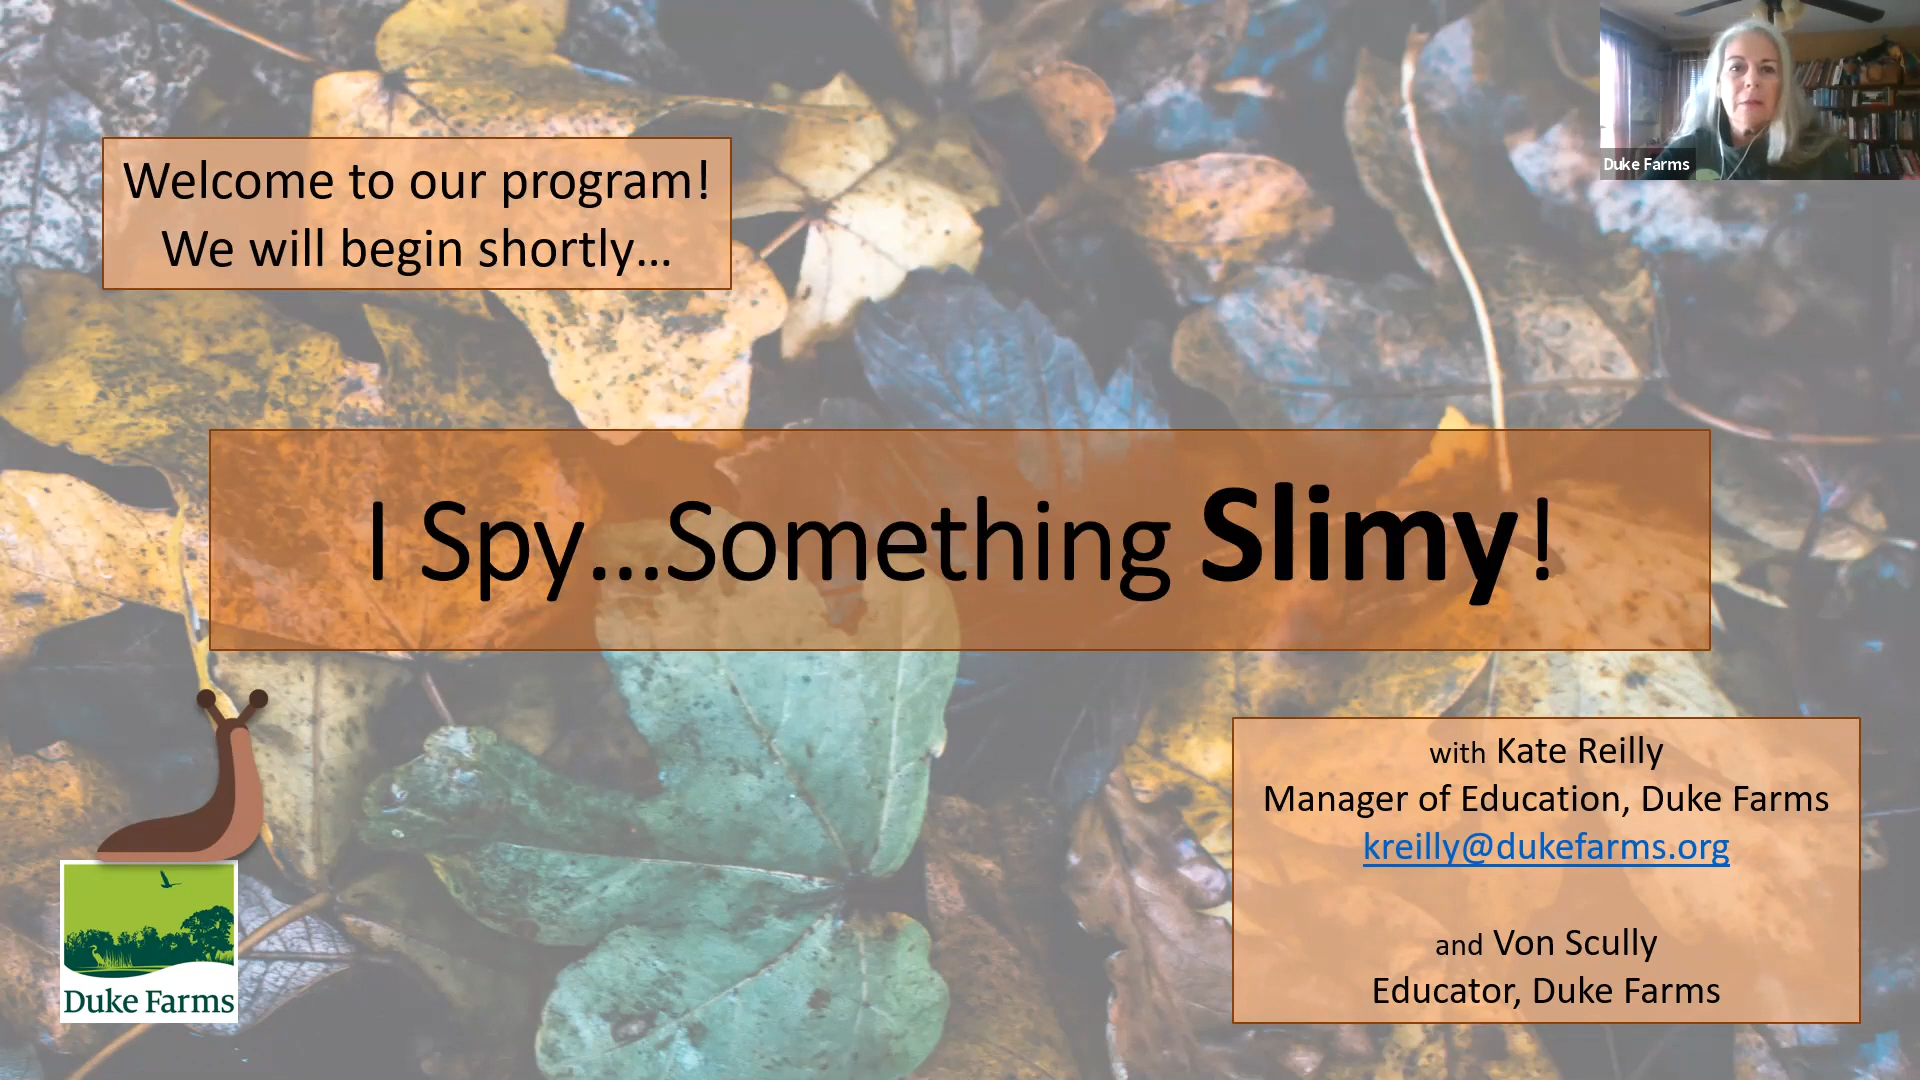 Welcome to our program!
We will begin shortly...
Duke Farms
I Spy...Something Slimy!
with Kate Reilly
Manager of Education, Duke Farms
kreilly@dukefarms.org
and Von Scully
Educator, Duke Farms
Duke Farms